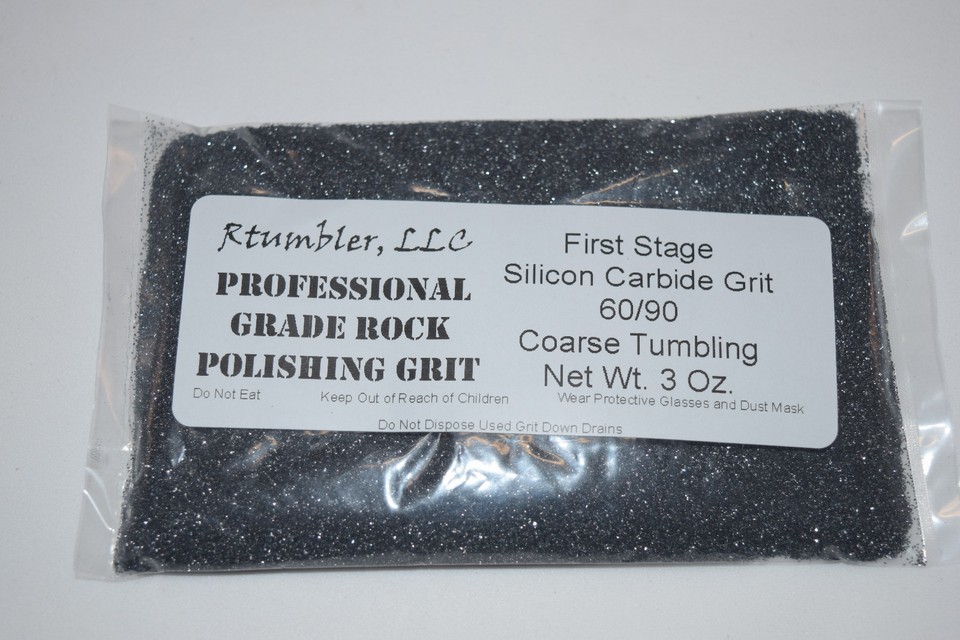 Rtumbler, LLC
PROFESSIONAL
GRADE ROCK
POLISHING GRIT
First Stage
Silicon Carbide Grit
60/90
Coarse Tumbling
Net Wt. 3 Oz.
Do Not Eat
Keep Out of Reach of Children
Wear Protective Glasses and Dust Mask
Do Not Dispose Used Grit Down Drains